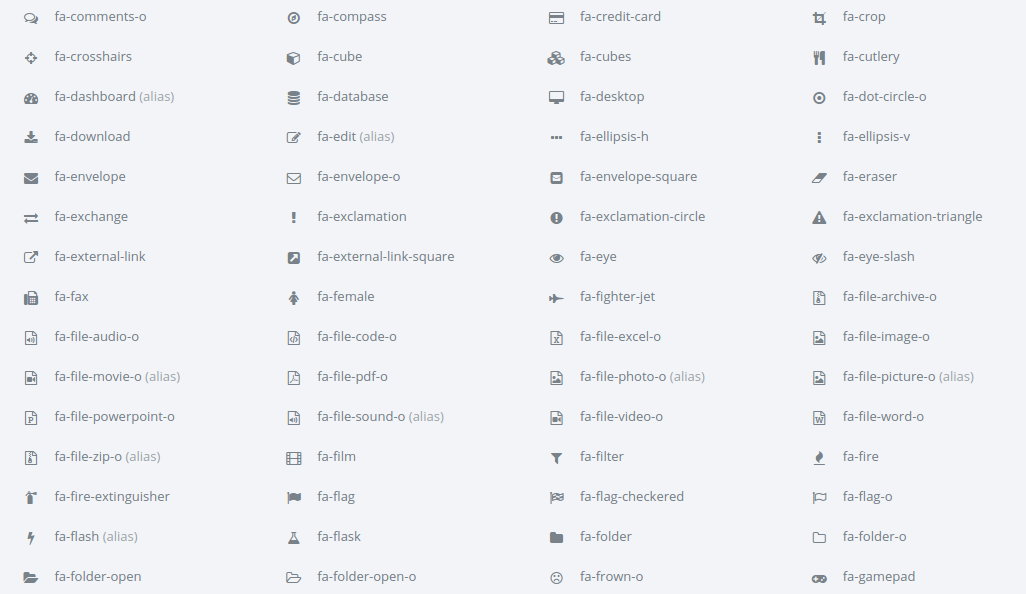 fa-comments-o fa-compass fa-credit-card fa-crop
fa-crosshairs fa-cube fa-cubes fa-cutlery
fa-dashboard (alias) fa-database fa-desktop fa-dot-circle-o
fa-download fa-edit (alias) fa-ellipsis-h fa-ellipsis-v
fa-envelope fa-envelope-o fa-envelope-square fa-eraser
fa-exchange fa-exclamation fa-exclamation-circle fa-exclamation-triangle
fa-external-link fa-external-link-square fa-eye fa-eye-slash
fa-fax fa-female fa-fighter-jet fa-file-archive-o
fa-file-audio-o fa-file-code-o fa-file-excel-o fa-file-image-o
fa-file-movie-o (alias) fa-file-pdf-o fa-file-photo-o (alias) fa-file-picture-o (alias)
fa-file-powerpoint-o fa-file-sound-o (alias) fa-file-video-o fa-file-word-o
fa-file-zip-o (alias) fa-film fa-filter fa-fire
fa-fire-extinguisher fa-flag fa-flag-checkered fa-flag-o
fa-flash (alias) fa-flask fa-folder fa-folder-o
fa-folder-open fa-folder-open-o fa-frown-o fa-gamepad